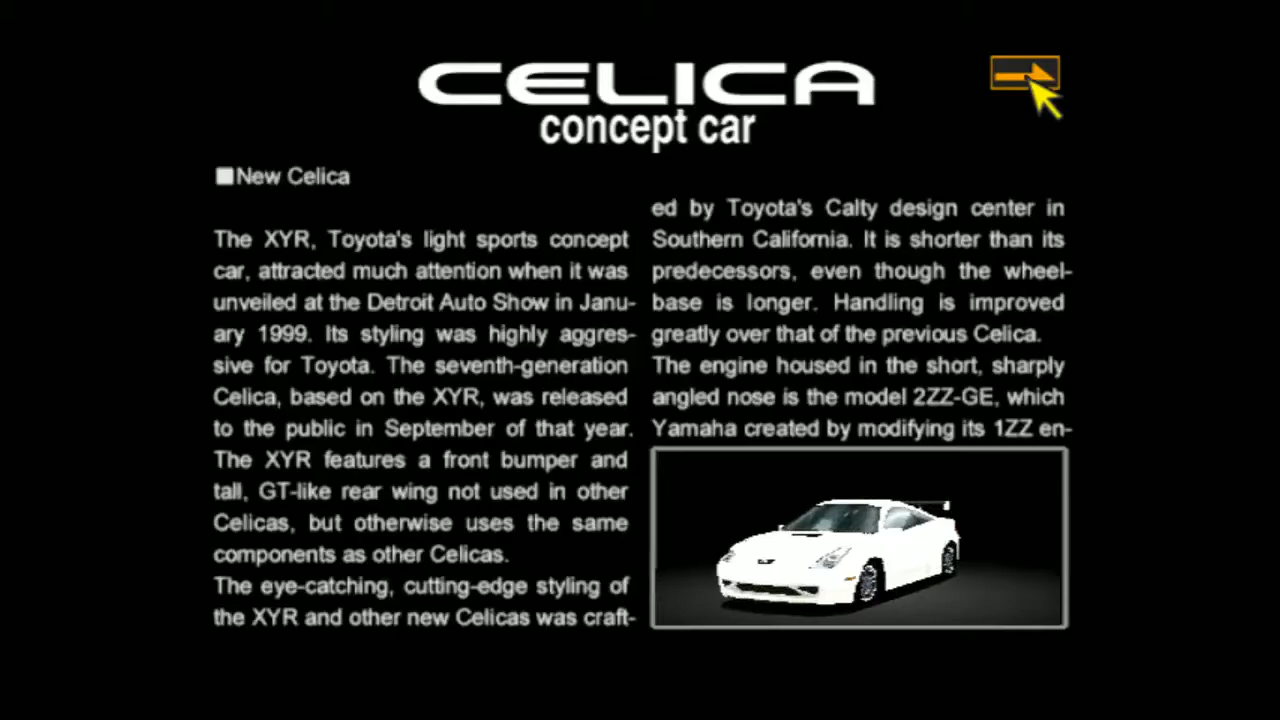 CELICA
concept car
■New Celica
The XYR, Toyota's light sports concept
car, attracted much attention when it was
unveiled at the Detroit Auto Show in Janu-
ary 1999. Its styling was highly aggres-
sive for Toyota. The seventh-generation
Celica, based on the XYR, was released
to the public in September of that year.
The XYR features a front bumper and
tall, GT-like rear wing not used in other
Celicas, but otherwise uses the same
components as other Celicas.
The eye-catching, cutting-edge styling of
the XYR and other new Celicas was craft-
ed by Toyota's Calty design center in
Southern California. It is shorter than its
predecessors, even though the wheel-
base is longer. Handling is improved
greatly over that of the previous Celica.
The engine housed in the short, sharply
angled nose is the model 2ZZ-GE, which
Yamaha created by modifying its 1ZZ en-